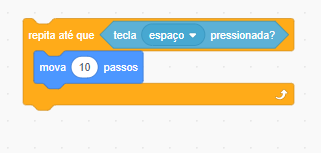 repita até que tecla espaço pressionada?
mova 10 passos